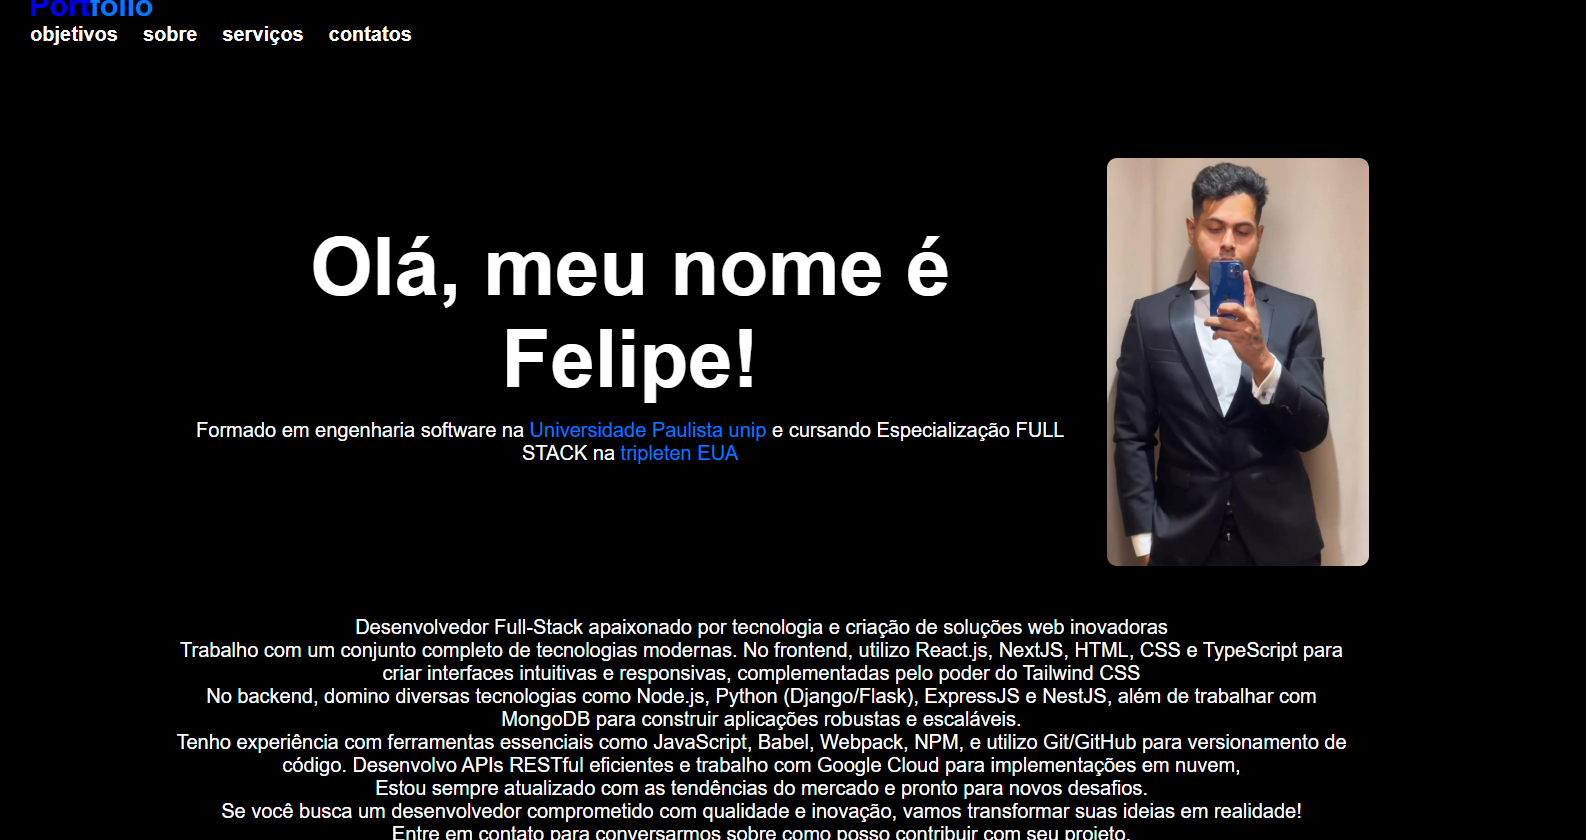 Portfolio
objetivos sobre serviços contatos
Olá, meu nome é
Felipe!
Formado em engenharia software na Universidade Paulista unip e cursando Especialização FULL
STACK na tripleten EUA
Desenvolvedor Full-Stack apaixonado por tecnologia e criação de soluções web inovadoras
Trabalho com um conjunto completo de tecnologias modernas. No frontend, utilizo React.js, NextJS, HTML, CSS e TypeScript para
criar interfaces intuitivas e responsivas, complementadas pelo poder do Tailwind CSS
No backend, domino diversas tecnologias como Node.js, Python (Django/Flask), ExpressJS e NestJS, além de trabalhar com
MongoDB para construir aplicações robustas e escaláveis.
Tenho experiência com ferramentas essenciais como JavaScript, Babel, Webpack, NPM, e utilizo Git/GitHub para versionamento de
código. Desenvolvo APIs RESTful eficientes e trabalho com Google Cloud para implementações em nuvem,
Estou sempre atualizado com as tendências do mercado e pronto para novos desafios.
Se você busca um desenvolvedor comprometido com qualidade e inovação, vamos transformar suas ideias em realidade!
Entre em contato para conversarmos sobre como posso contribuir com seu projeto.